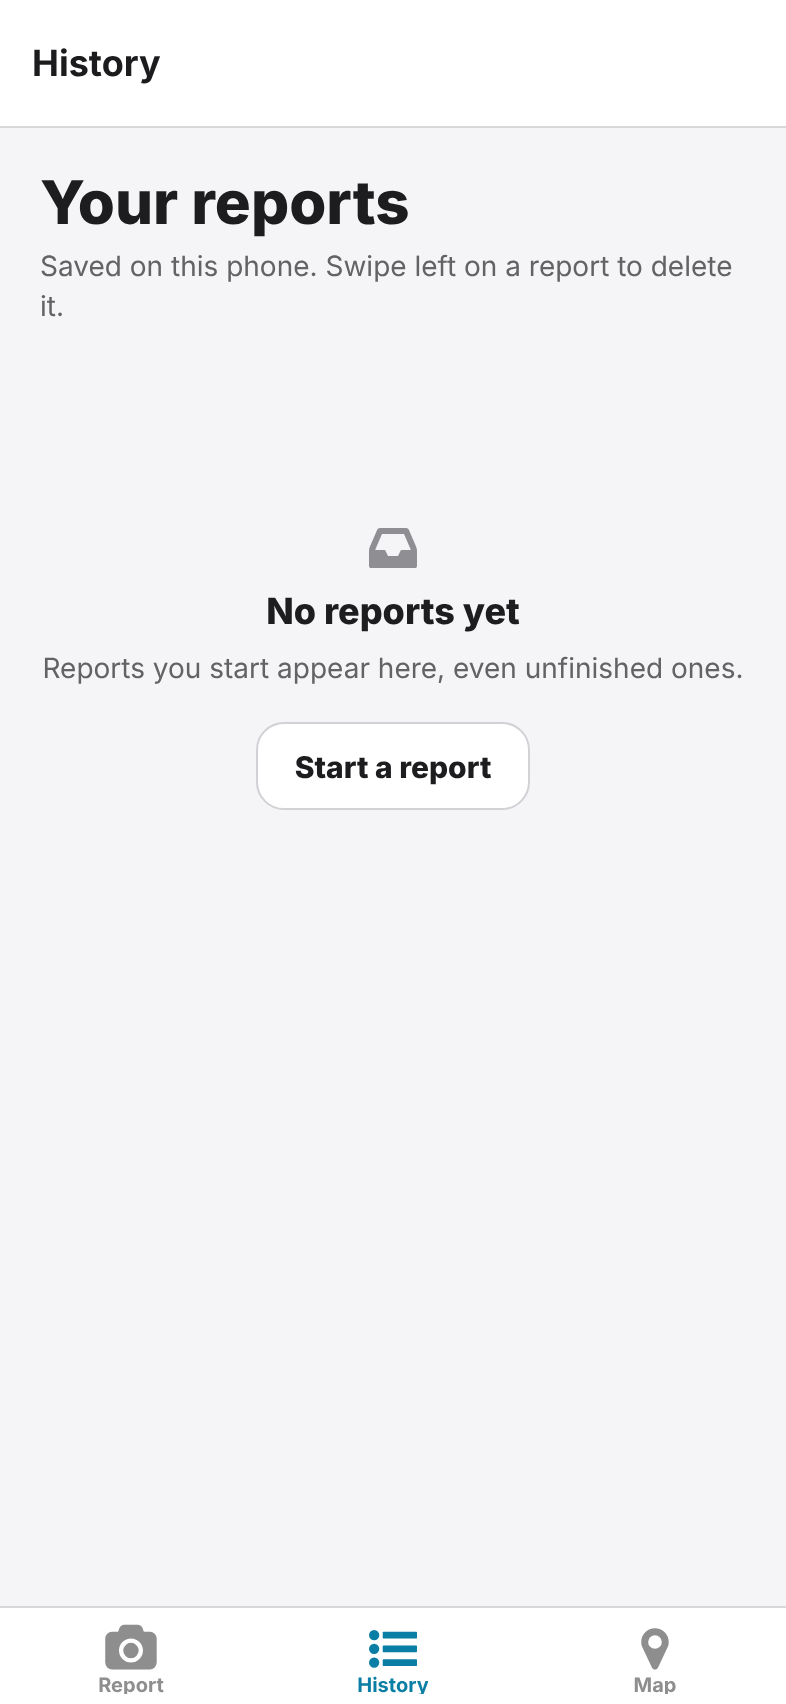 History
Your reports
Saved on this phone. Swipe left on a report to delete
it.
No reports yet
Reports you start appear here, even unfinished ones.
Start a report
Report
History
Map